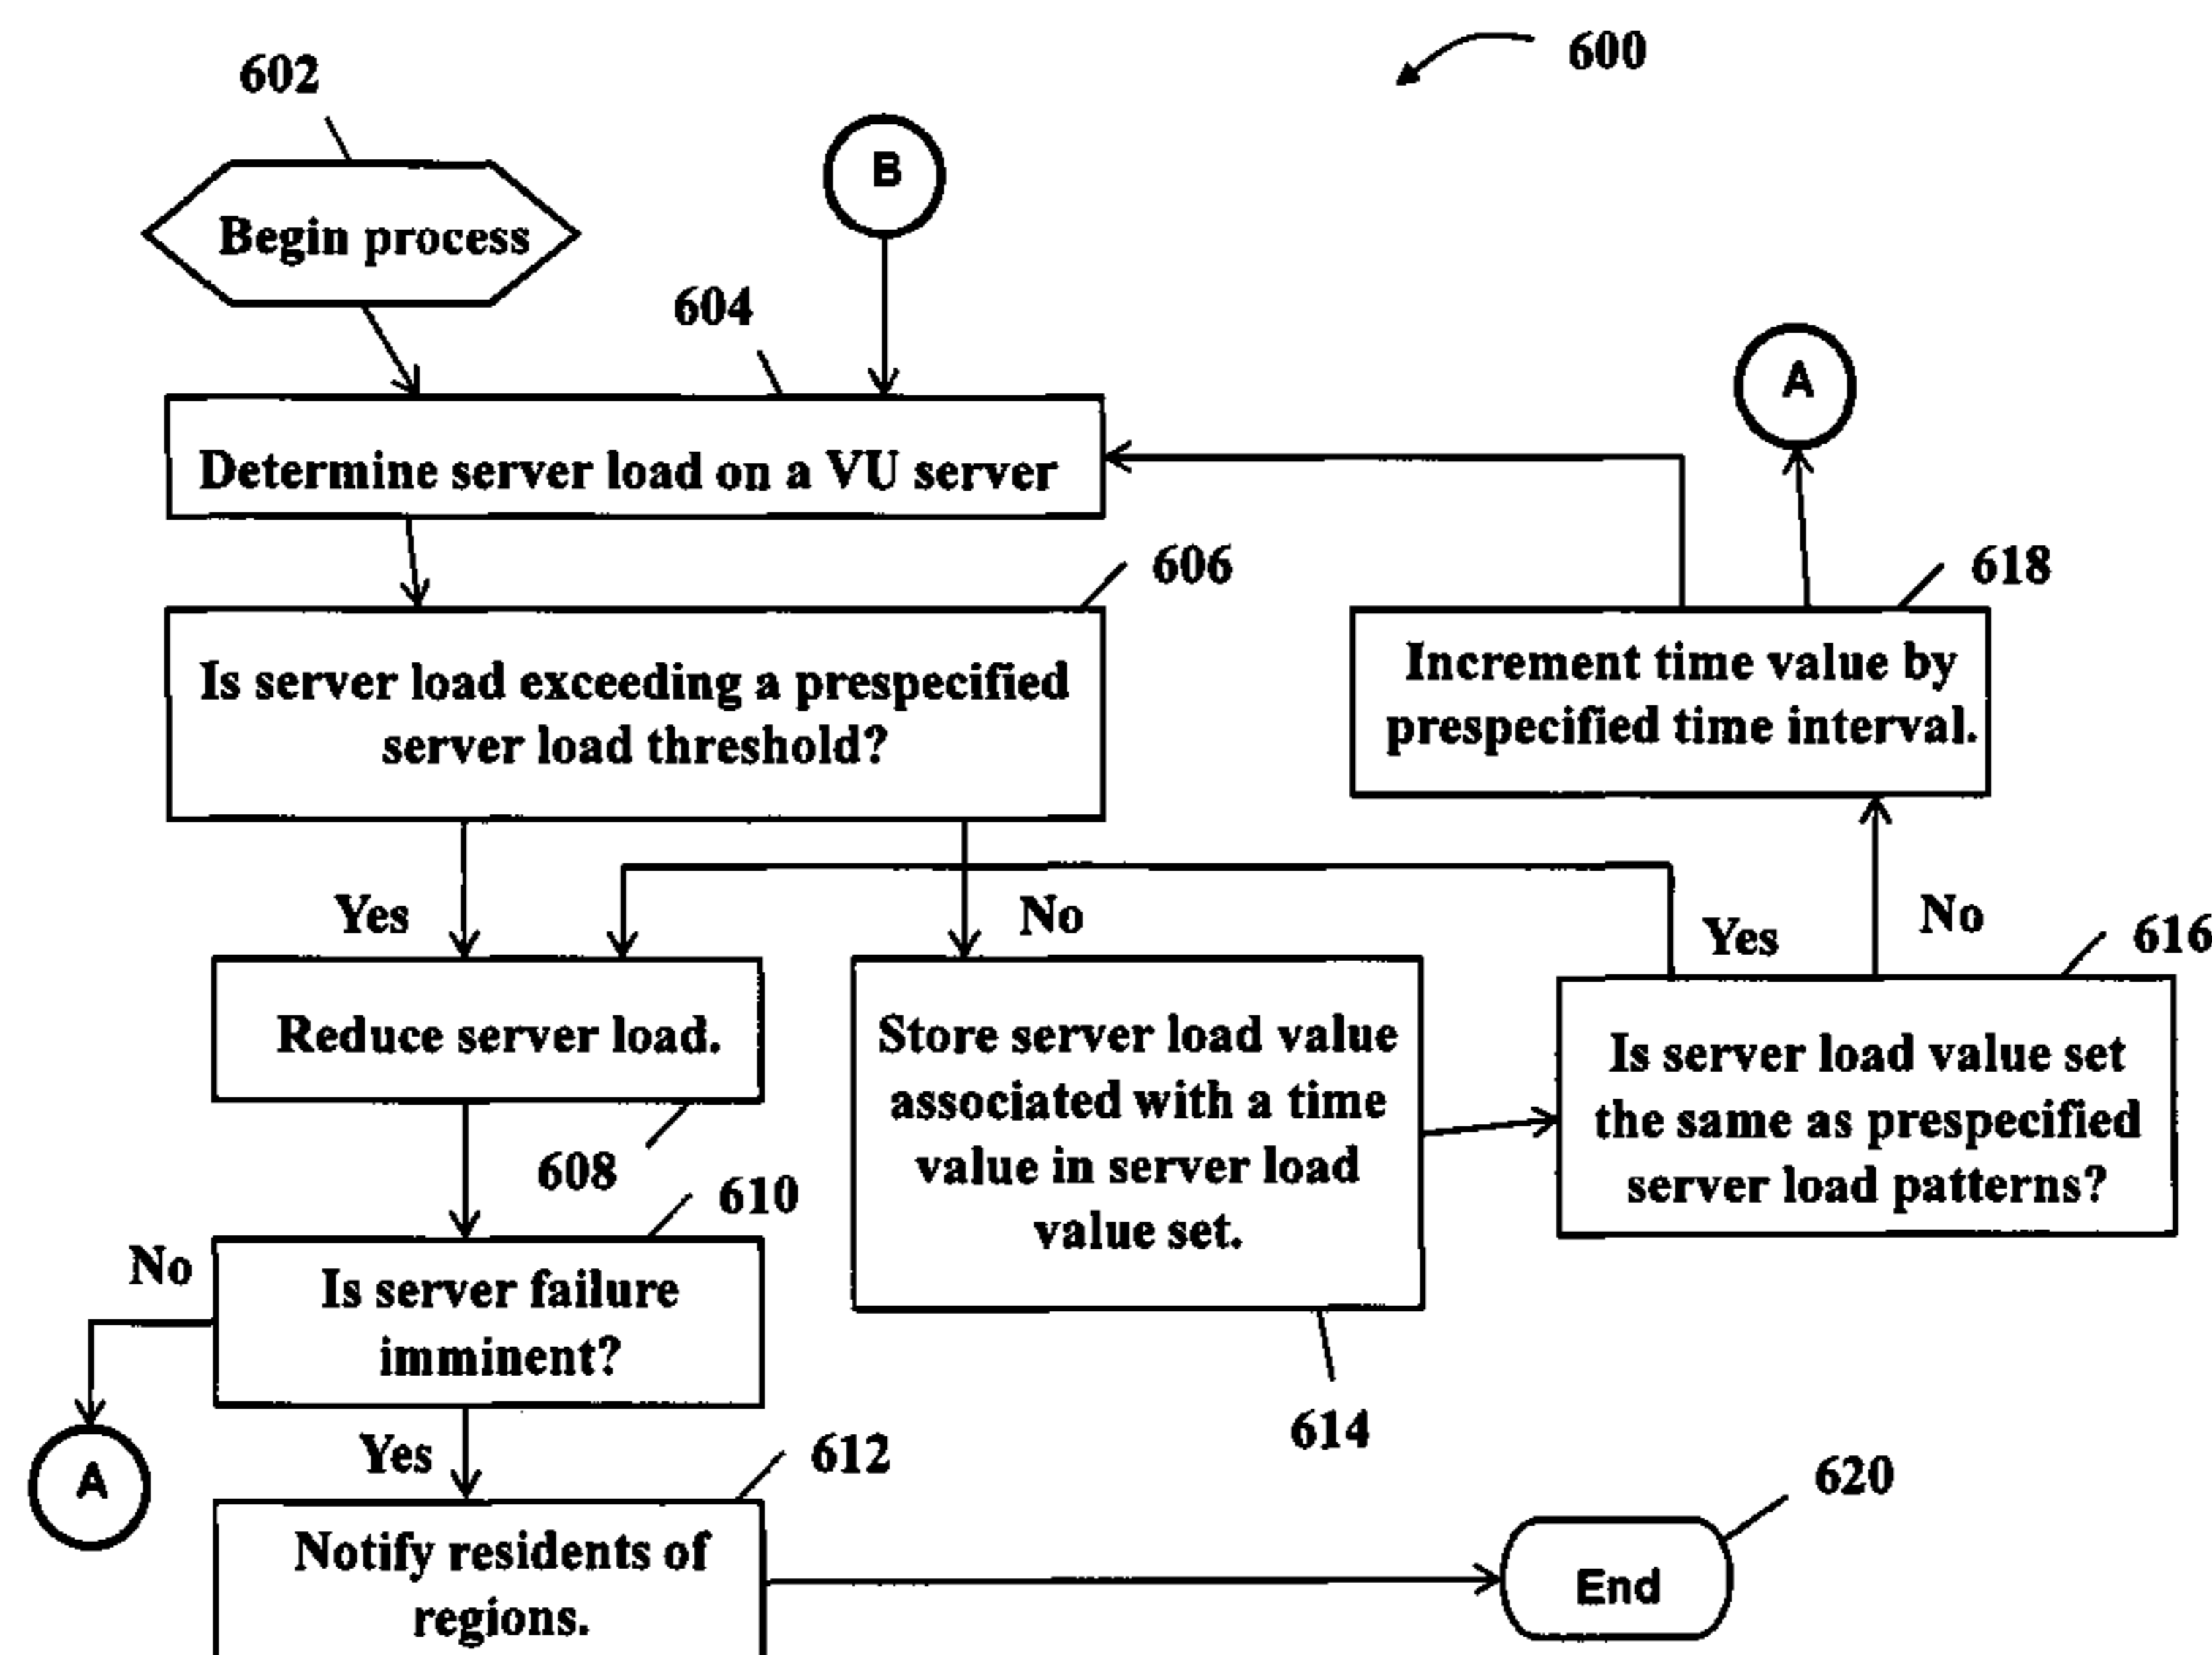 600
602
Begin process
B
604
Determine server load on a VU server
A
606
Is server load exceeding a prespecified
server load threshold?
618
Increment time value by
prespecified time interval.
Yes
No
Yes
No
616
Reduce server load.
608
Store server load value
associated with a time
value in server load
value set.
614
Is server load value set
the same as prespecified
server load patterns?
610
No
Is server failure
imminent?
A
Yes
612
Notify residents of
regions.
620
End